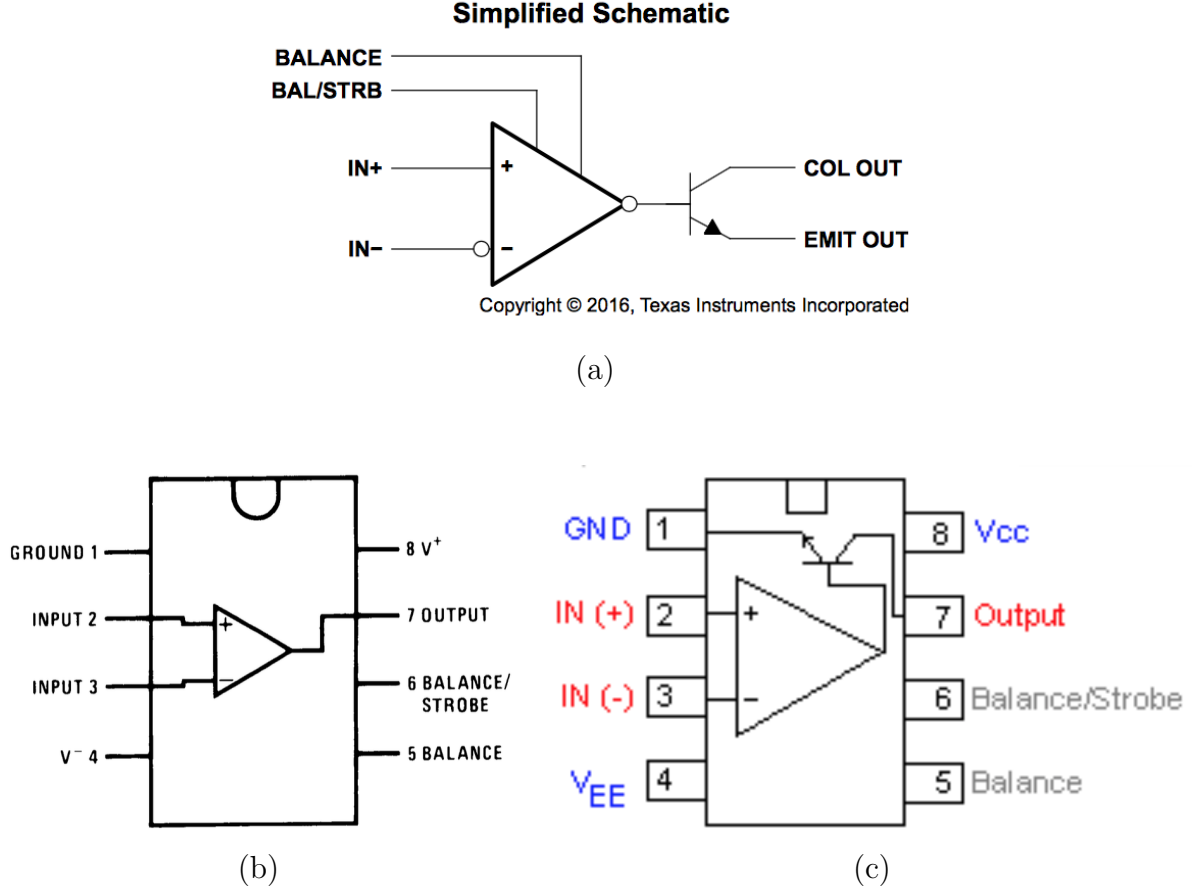 Simplified Schematic
BALANCE
BAL/STRB
IN+
+
COL OUT
IN−
−
EMIT OUT
Copyright © 2016, Texas Instruments Incorporated
(a)
GROUND 1
8 V+
INPUT 2
+
7 OUTPUT
INPUT 3
−
6 BALANCE/
STROBE
V− 4
5 BALANCE
(b)
GND 1
8 Vcc
IN (+) 2
+
7 Output
IN (-) 3
−
6 Balance/Strobe
VEE 4
5 Balance
(c)